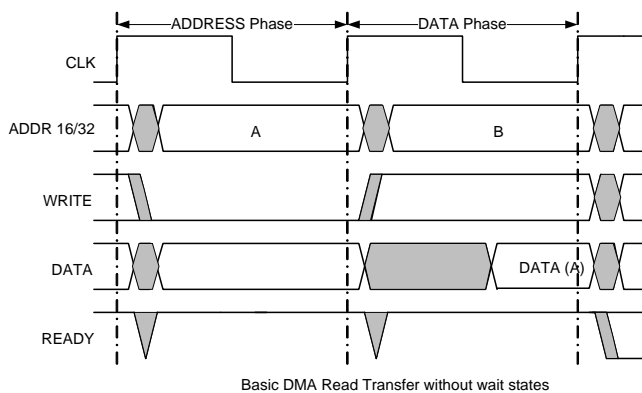 ADDRESS Phase
DATA Phase
CLK
ADDR 16/32
A
B
WRITE
DATA
DATA (A)
READY
Basic DMA Read Transfer without wait states